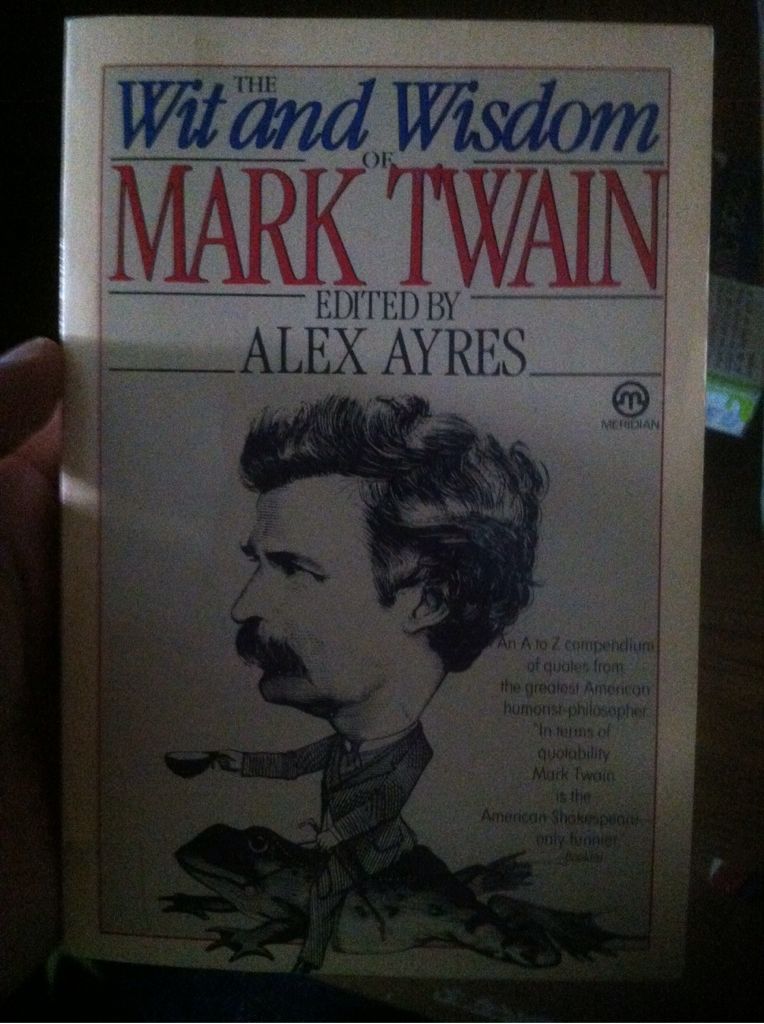 THE
Wit and Wisdom
OF
MARK TWAIN
EDITED BY
ALEX AYRES
MERIDIAN
An A to Z compendium
of quotes from
the greatest American
humorist-philosopher.
"In terms of
quotability
Mark Twain
is the
American Shakespeare—
only funnier.